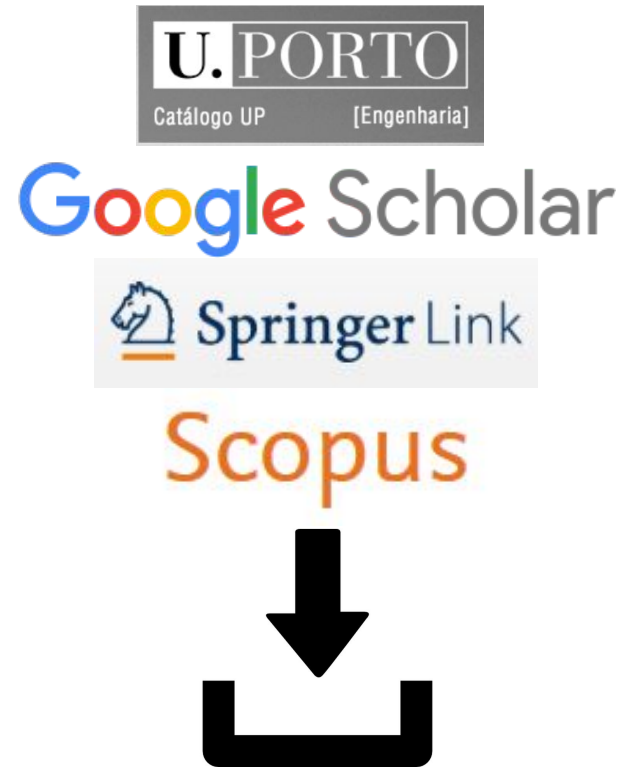 U.PORTO
Catálogo UP [Engenharia]
Google Scholar
Springer Link
Scopus